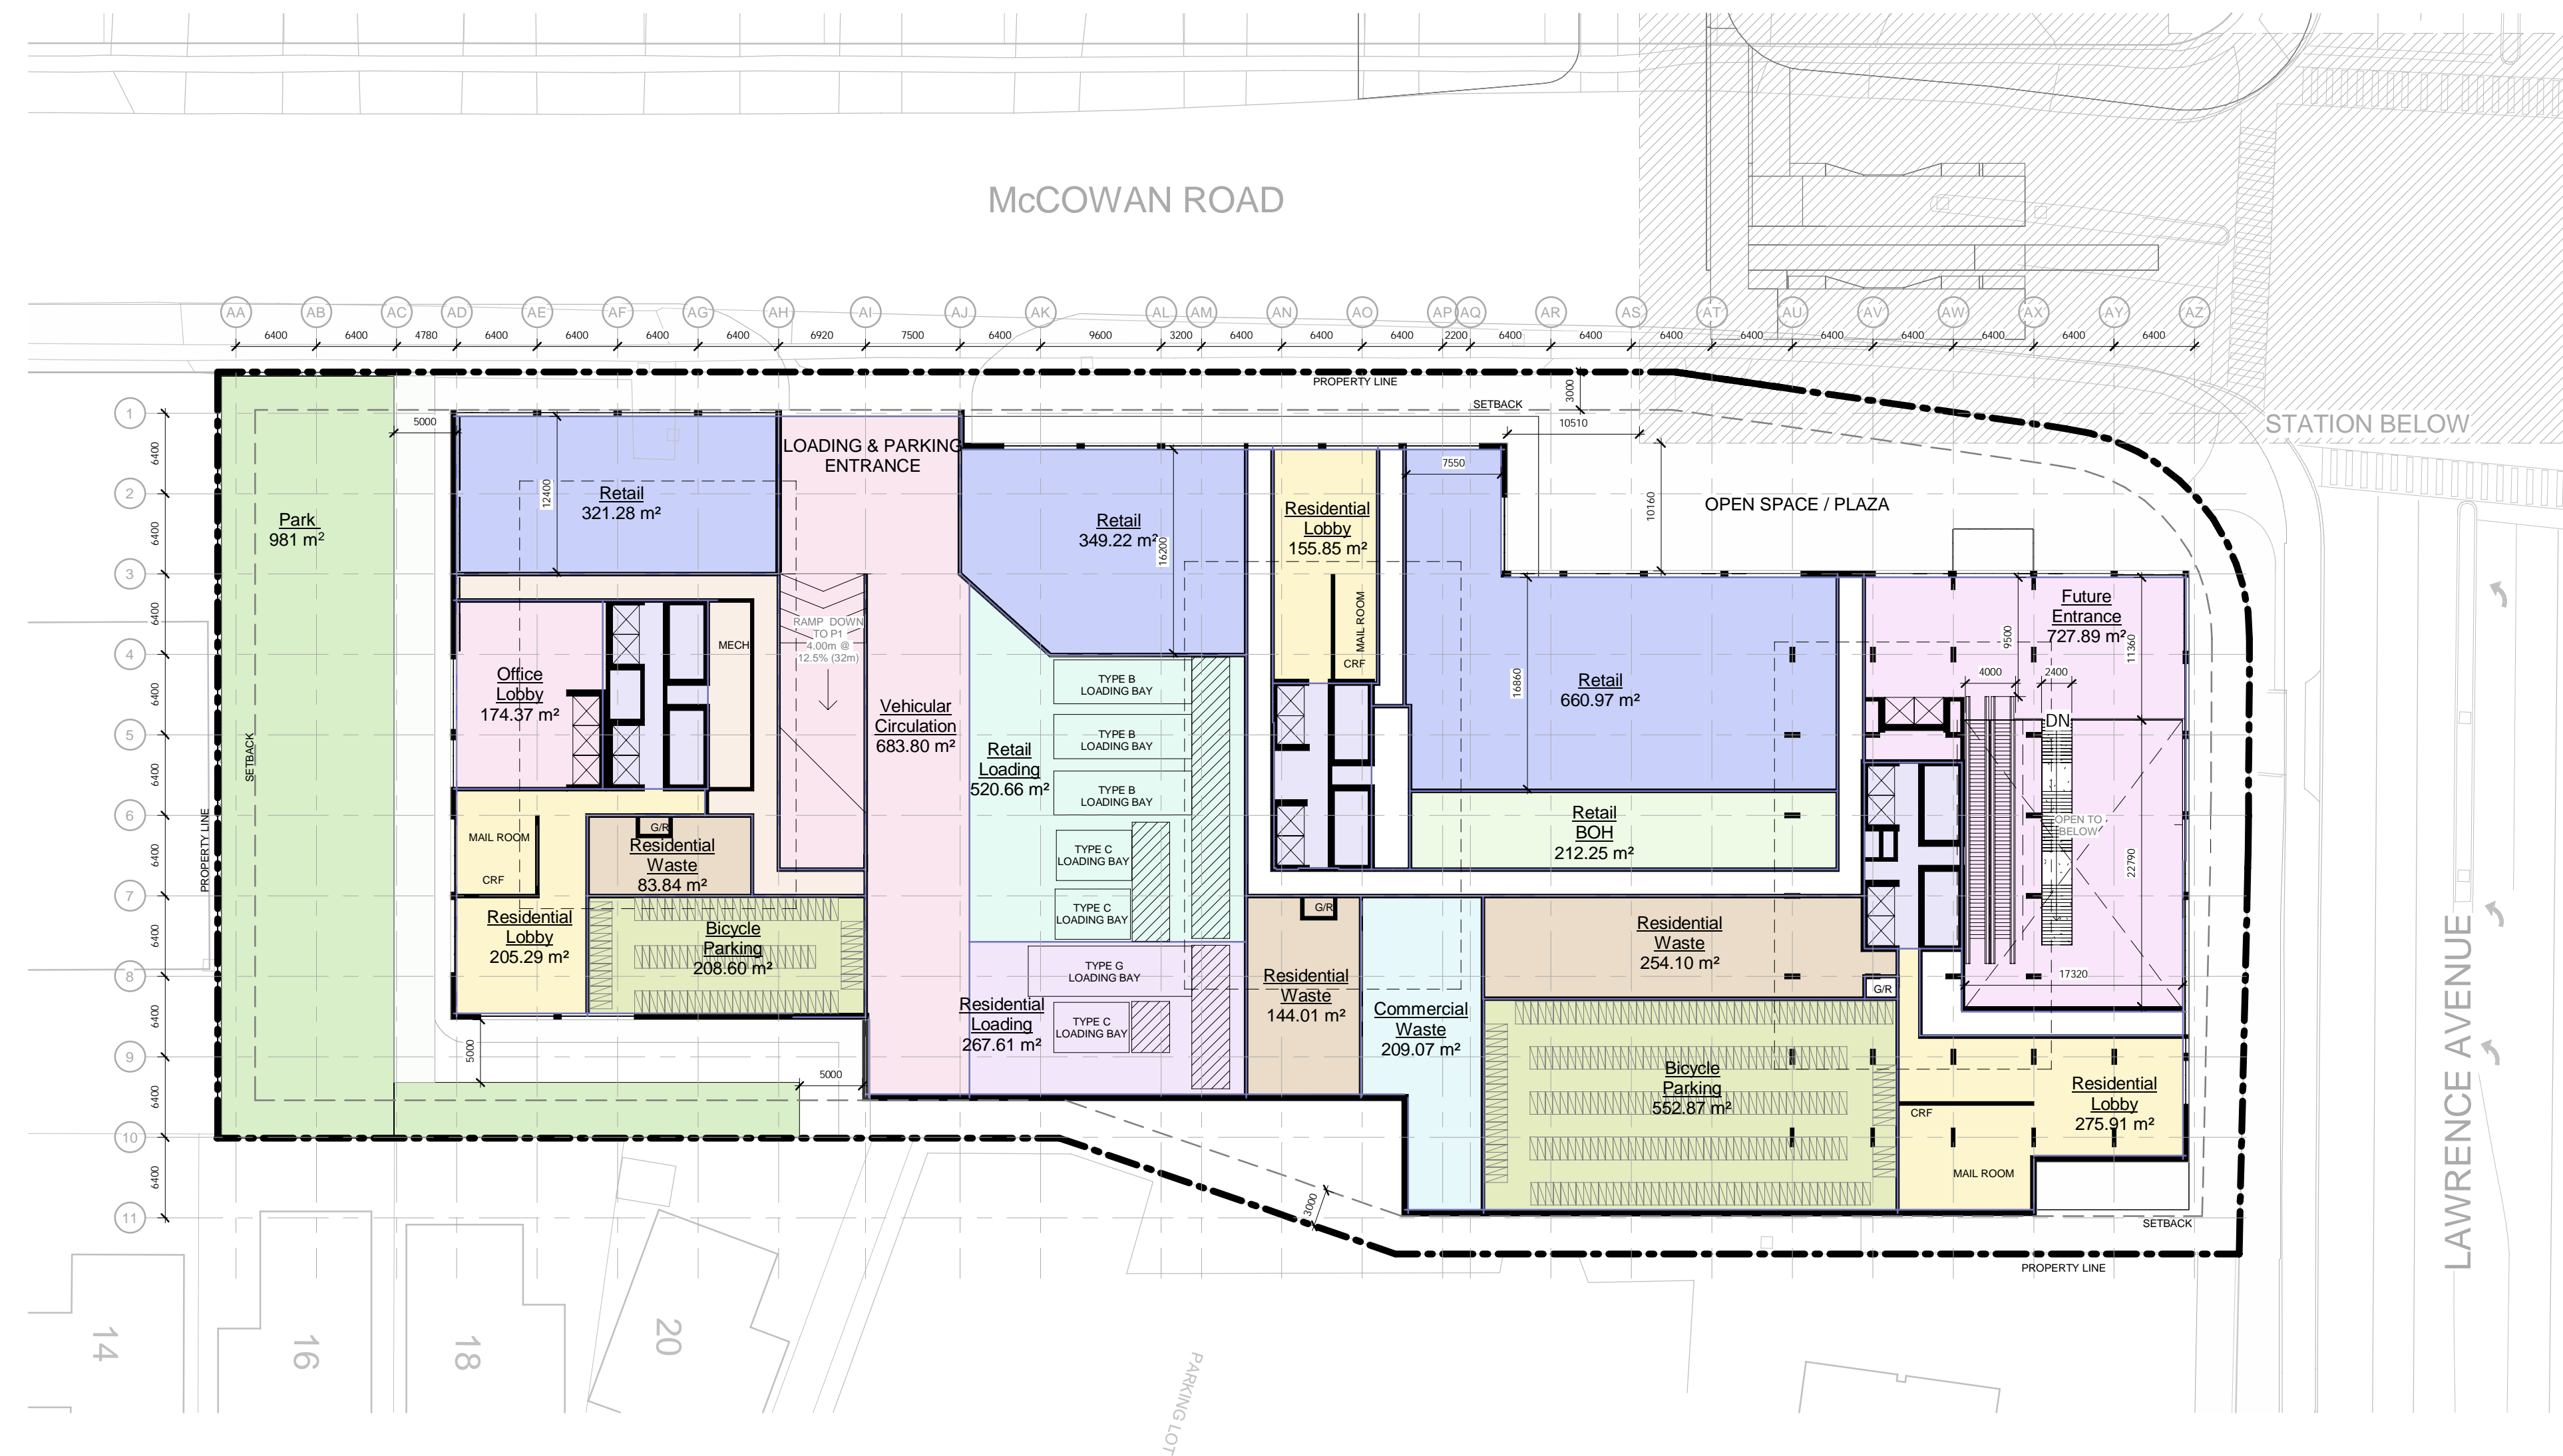 McCOWAN ROAD
AA
AB
AC
AD
AE
AF
AG
AH
AI
AJ
AK
AL
AM
AN
AO
AP
AQ
AR
AS
AT
AU
AV
AW
AX
AY
AZ
6400
6400
4780
6400
6400
6400
6400
6920
7500
6400
9600
3200
6400
6400
6400
2200
6400
6400
6400
6400
6400
6400
6400
6400
6400
PROPERTY LINE
3000
SETBACK
10510
STATION BELOW
1
2
3
4
5
6
7
8
9
10
11
6400
6400
6400
6400
6400
6400
6400
6400
6400
6400
5000
LOADING & PARKING
ENTRANCE
7550
10160
OPEN SPACE / PLAZA
12400
Retail
321.28 m²
Park
981 m²
Retail
349.22 m²
16200
Residential
Lobby
155.85 m²
MAIL ROOM
CRF
Future
Entrance
727.89 m²
9500
11360
4000
2400
DN
RAMP DOWN
TO P1
4.00m @
12.5% (32m)
MECH
Office
Lobby
174.37 m²
Vehicular
Circulation
683.80 m²
TYPE B
LOADING BAY
TYPE B
LOADING BAY
TYPE B
LOADING BAY
Retail
Loading
520.66 m²
Retail
660.97 m²
16860
SETBACK
PROPERTY LINE
MAIL ROOM
CRF
G/R
Residential
Waste
83.84 m²
TYPE C
LOADING BAY
TYPE C
LOADING BAY
Retail
BOH
212.25 m²
OPEN TO
BELOW
22790
17320
Residential
Lobby
205.29 m²
Bicycle
Parking
208.60 m²
G/R
TYPE G
LOADING BAY
Residential
Loading
267.61 m²
TYPE C
LOADING BAY
Residential
Waste
144.01 m²
Commercial
Waste
209.07 m²
Residential
Waste
254.10 m²
G/R
5000
5000
Bicycle
Parking
552.87 m²
CRF
MAIL ROOM
Residential
Lobby
275.91 m²
3000
SETBACK
PROPERTY LINE
LAWRENCE AVENUE
14
16
18
20
PARKING LOT